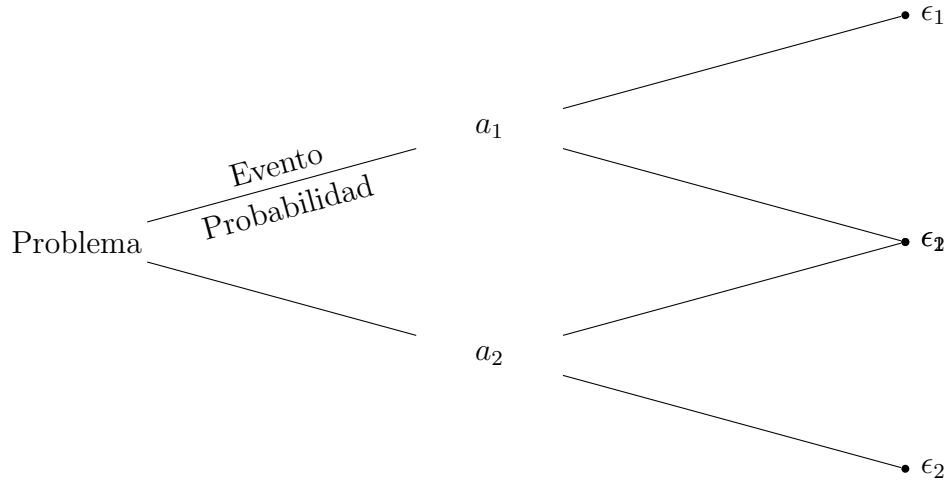 ϵ1
a1
Evento
Probabilidad
Problema
a2
ϵ2